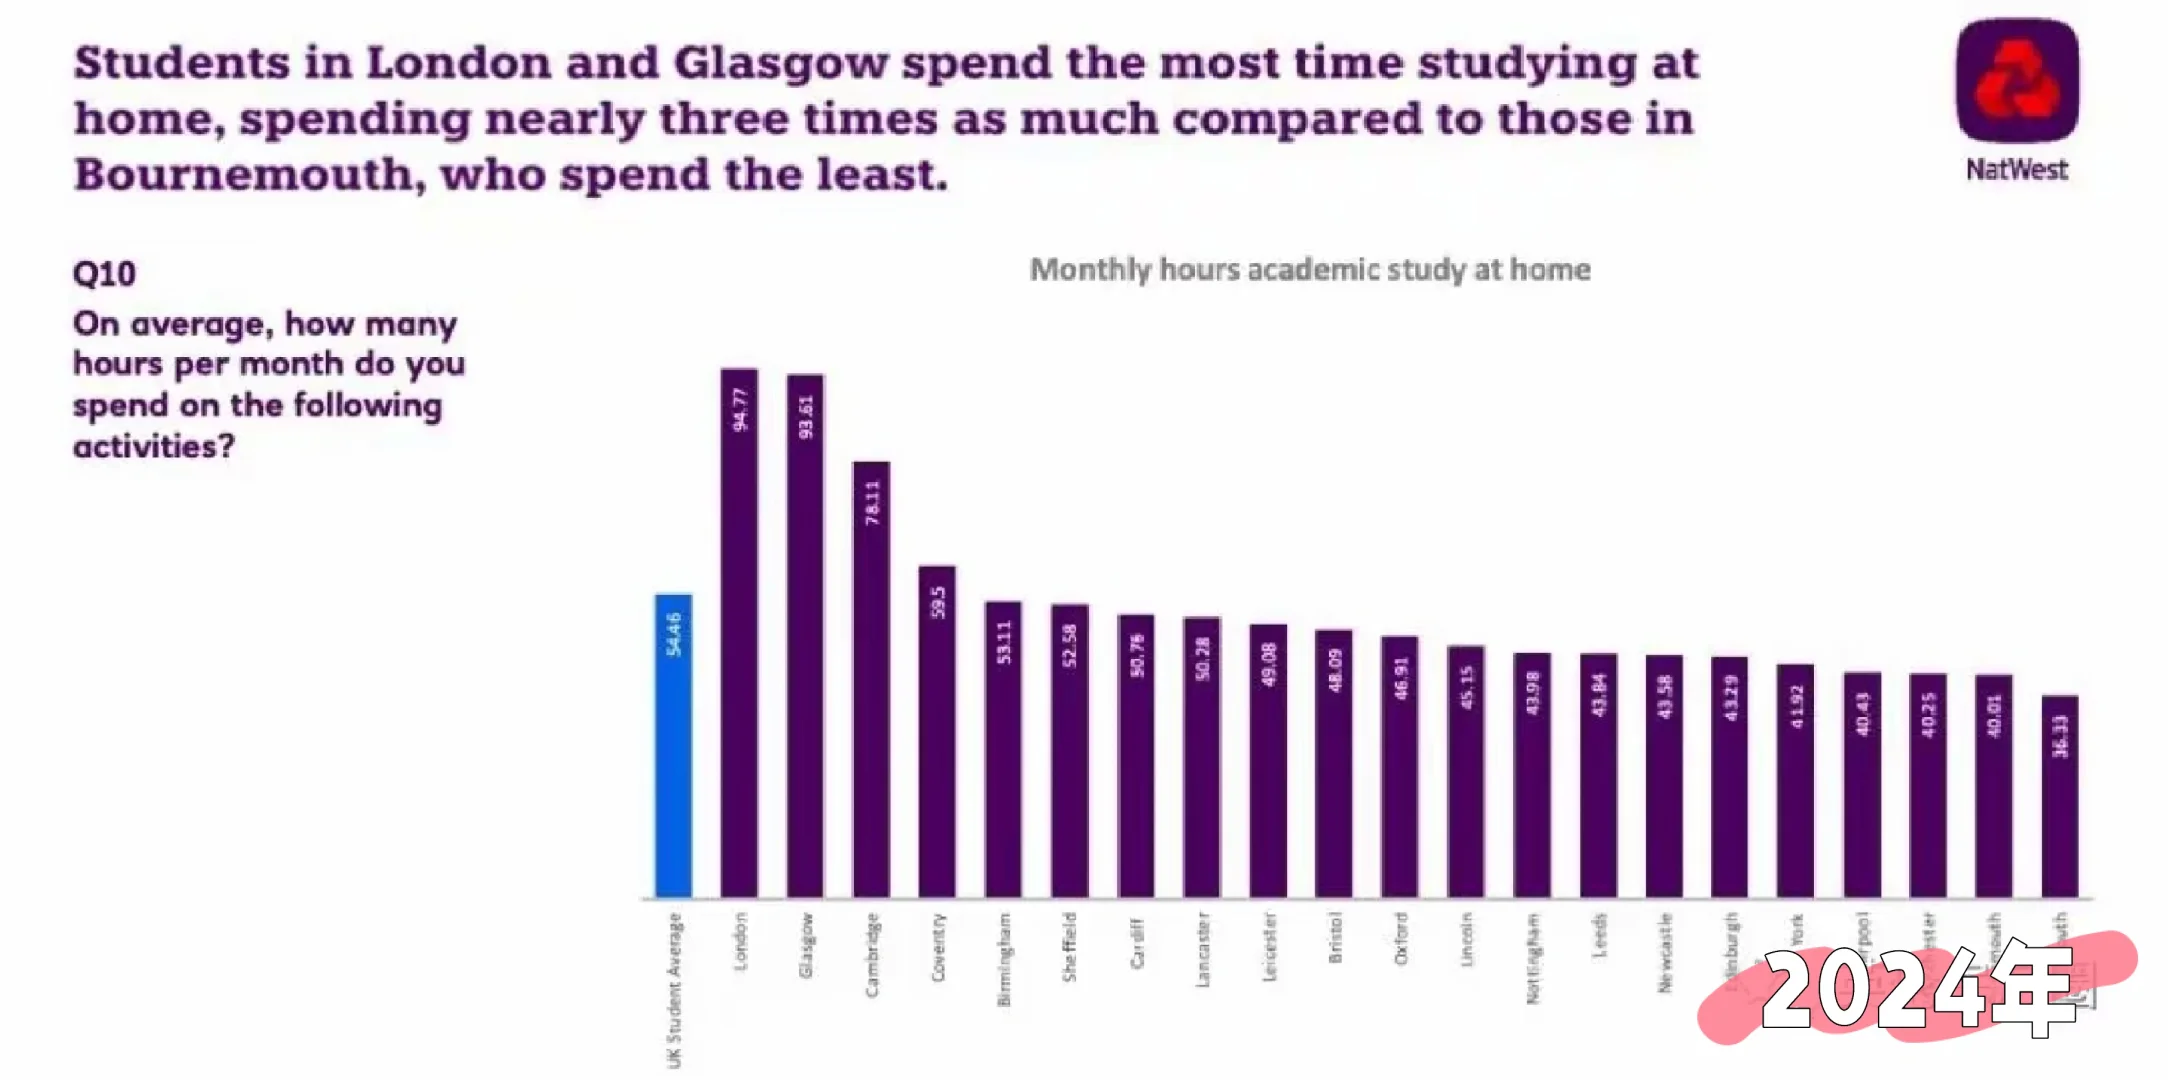 Students in London and Glasgow spend the most time studying at
home, spending nearly three times as much compared to those in
Bournemouth, who spend the least.
NatWest
Q10
On average, how many
hours per month do you
spend on the following
activities?
Monthly hours academic study at home
54.46
94.77
93.61
78.11
59.5
53.11
52.58
50.76
50.28
49.08
48.09
46.91
45.15
43.98
43.84
43.58
43.29
41.92
40.43
40.25
40.01
36.33
UK Student Average
London
Glasgow
Cambridge
Coventry
Birmingham
Sheffield
Cardiff
Lancaster
Leicester
Bristol
Oxford
Lincoln
Nottingham
Leeds
Newcastle
Edinburgh
York
2024年